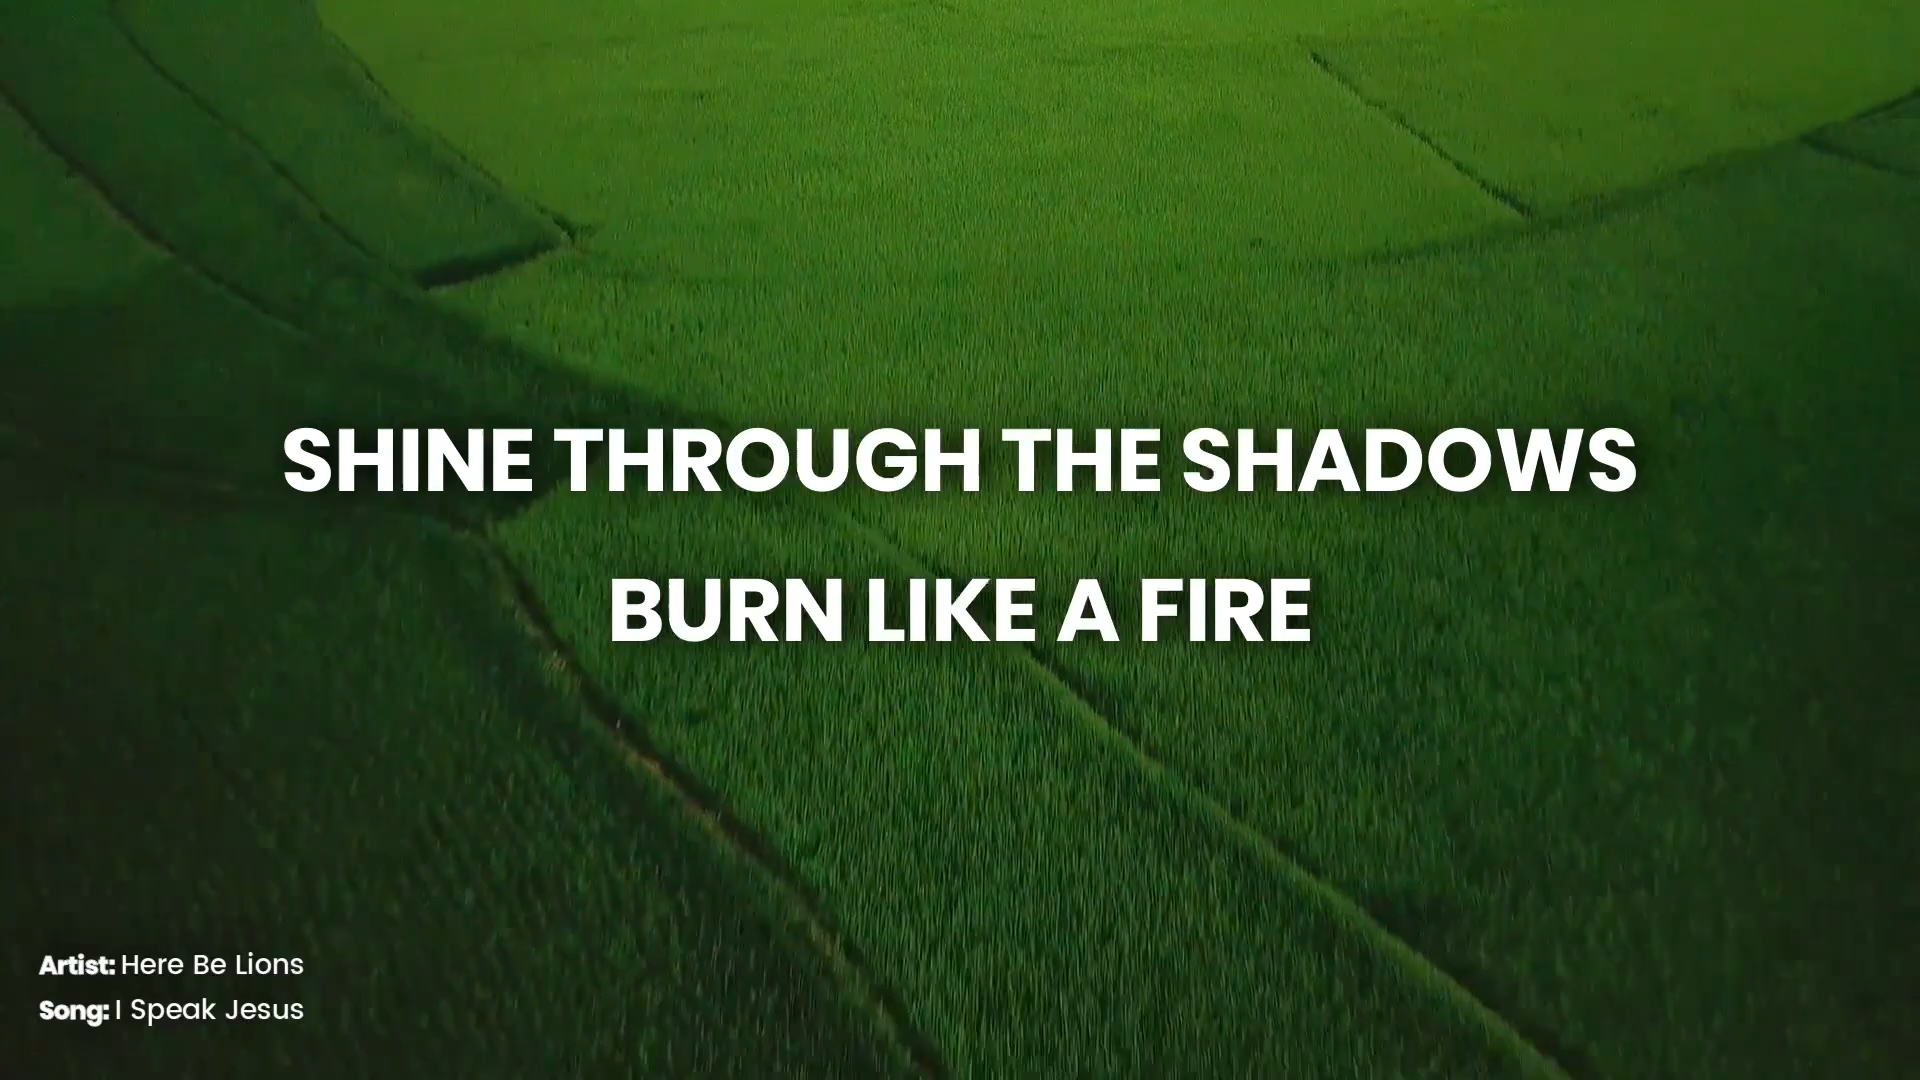 SHINE THROUGH THE SHADOWS
BURN LIKE A FIRE
Artist: Here Be Lions
Song: I Speak Jesus